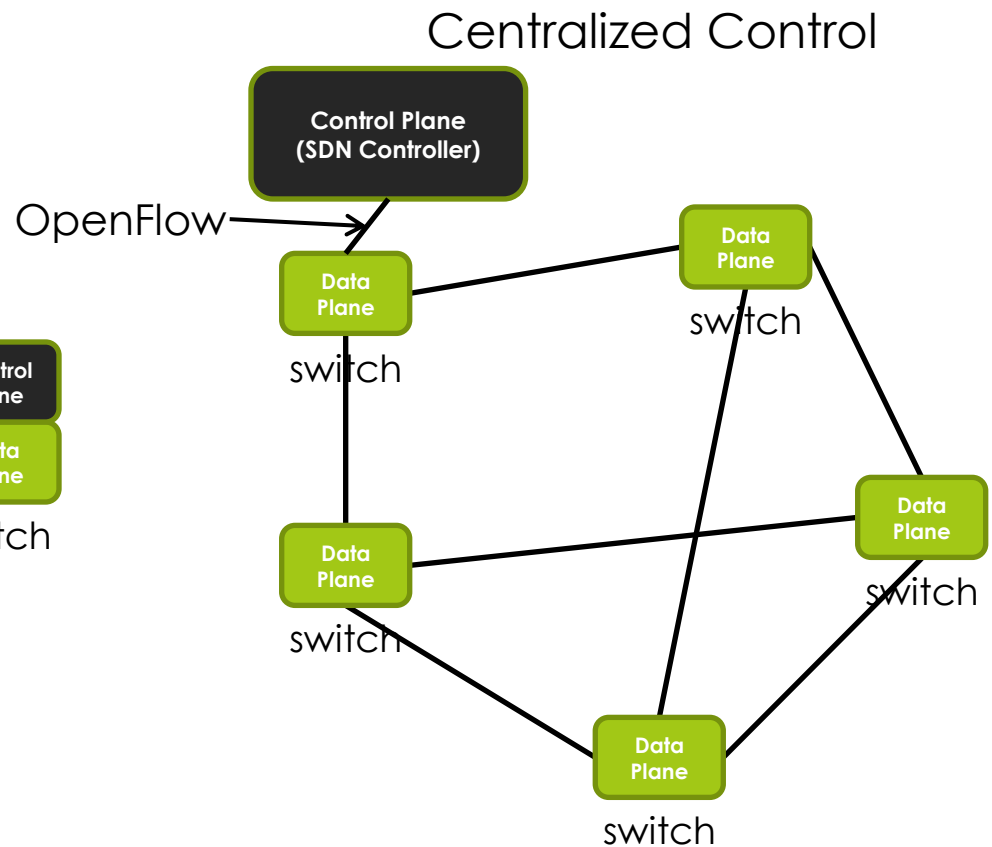 Centralized Control
Control Plane
(SDN Controller)
OpenFlow
Data
Plane
switch
Data
Plane
switch
Data
Plane
switch
Data
Plane
switch
Data
Plane
switch